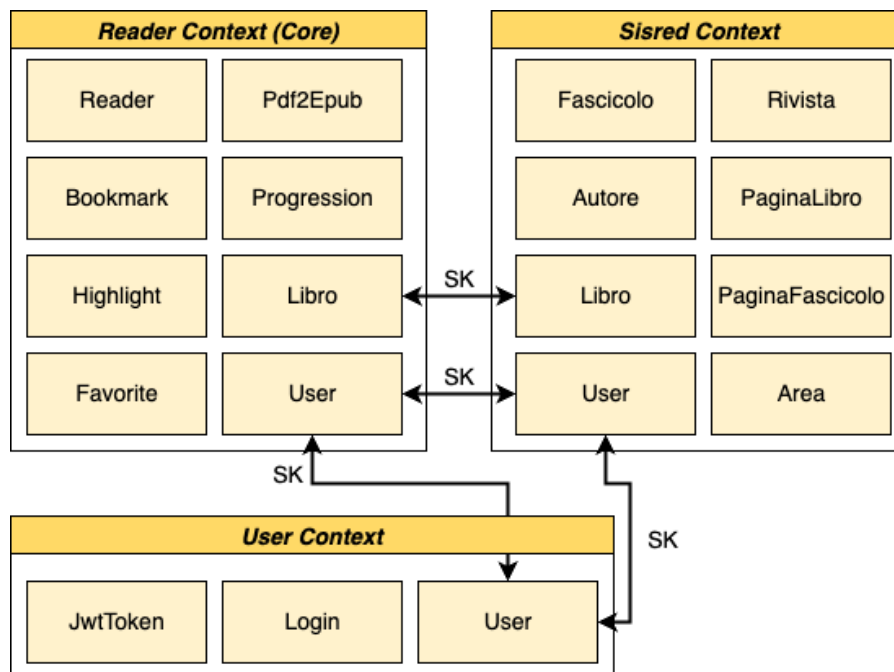 Reader Context (Core)
Reader
Pdf2Epub
Bookmark
Progression
Highlight
Libro
Favorite
User
SK
SK
Sisred Context
Fascicolo
Rivista
Autore
PaginaLibro
Libro
PaginaFascicolo
User
Area
SK
SK
User Context
JwtToken
Login
User